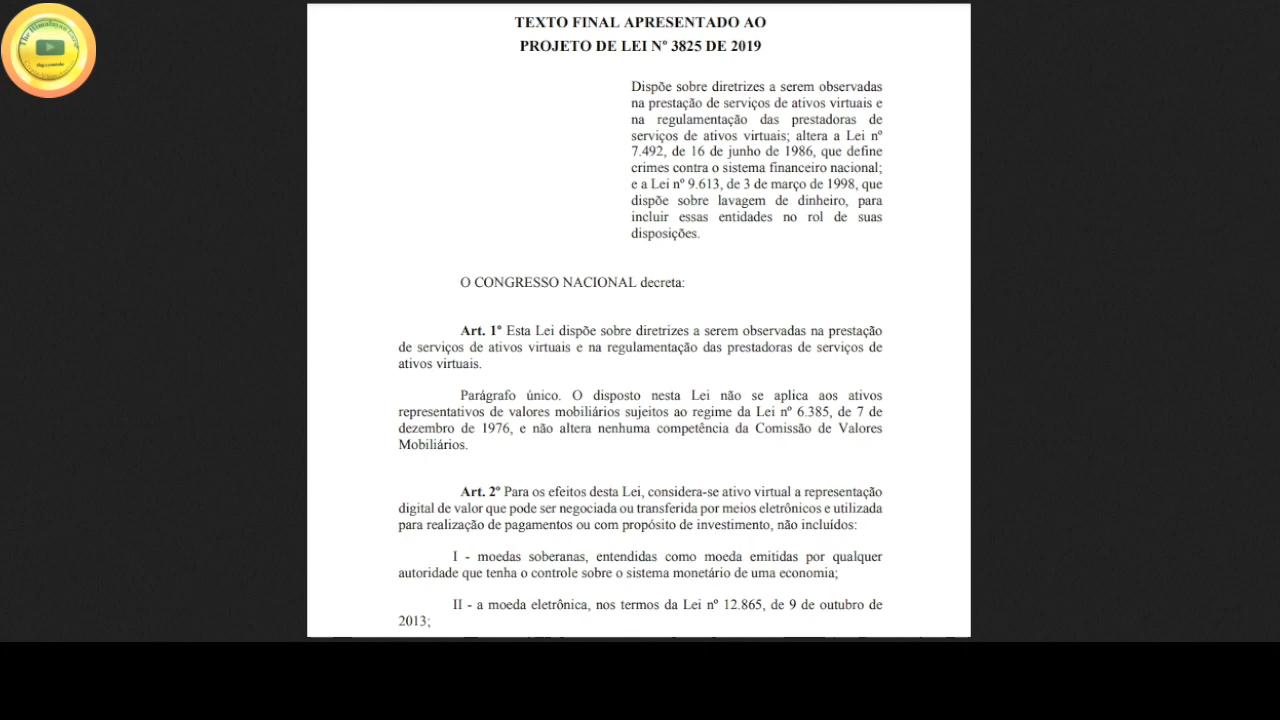 TEXTO FINAL APRESENTADO AO
PROJETO DE LEI Nº 3825 DE 2019
Dispõe sobre diretrizes a serem observadas
na prestação de serviços de ativos virtuais e
na regulamentação das prestadoras de
serviços de ativos virtuais; altera a Lei nº
7.492, de 16 de junho de 1986, que define
crimes contra o sistema financeiro nacional;
e a Lei nº 9.613, de 3 de março de 1998, que
dispõe sobre lavagem de dinheiro, para
incluir essas entidades no rol de suas
disposições.
O CONGRESSO NACIONAL decreta:
Art. 1º Esta Lei dispõe sobre diretrizes a serem observadas na prestação
de serviços de ativos virtuais e na regulamentação das prestadoras de serviços de
ativos virtuais.
Parágrafo único. O disposto nesta Lei não se aplica aos ativos
representativos de valores mobiliários sujeitos ao regime da Lei nº 6.385, de 7 de
dezembro de 1976, e não altera nenhuma competência da Comissão de Valores
Mobiliários.
Art. 2º Para os efeitos desta Lei, considera-se ativo virtual a representação
digital de valor que pode ser negociada ou transferida por meios eletrônicos e utilizada
para realização de pagamentos ou com propósito de investimento, não incluídos:
I - moedas soberanas, entendidas como moeda emitidas por qualquer
autoridade que tenha o controle sobre o sistema monetário de uma economia;
II - a moeda eletrônica, nos termos da Lei nº 12.865, de 9 de outubro de
2013;